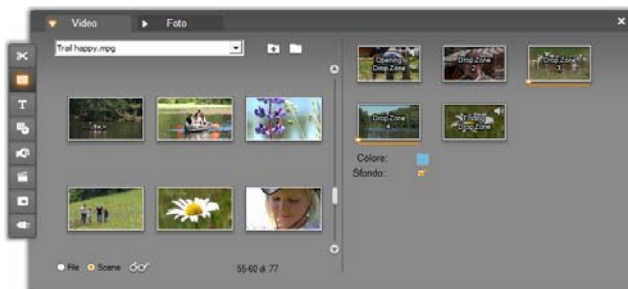 Video
Foto
Trail happy.mpg
Opening Drop Zone
Drop Zone 2
Drop Zone 3
Drop Zone 4
Ending Drop Zone
Colore:
Sfondo:
File
Scene
55-60 di 77
T